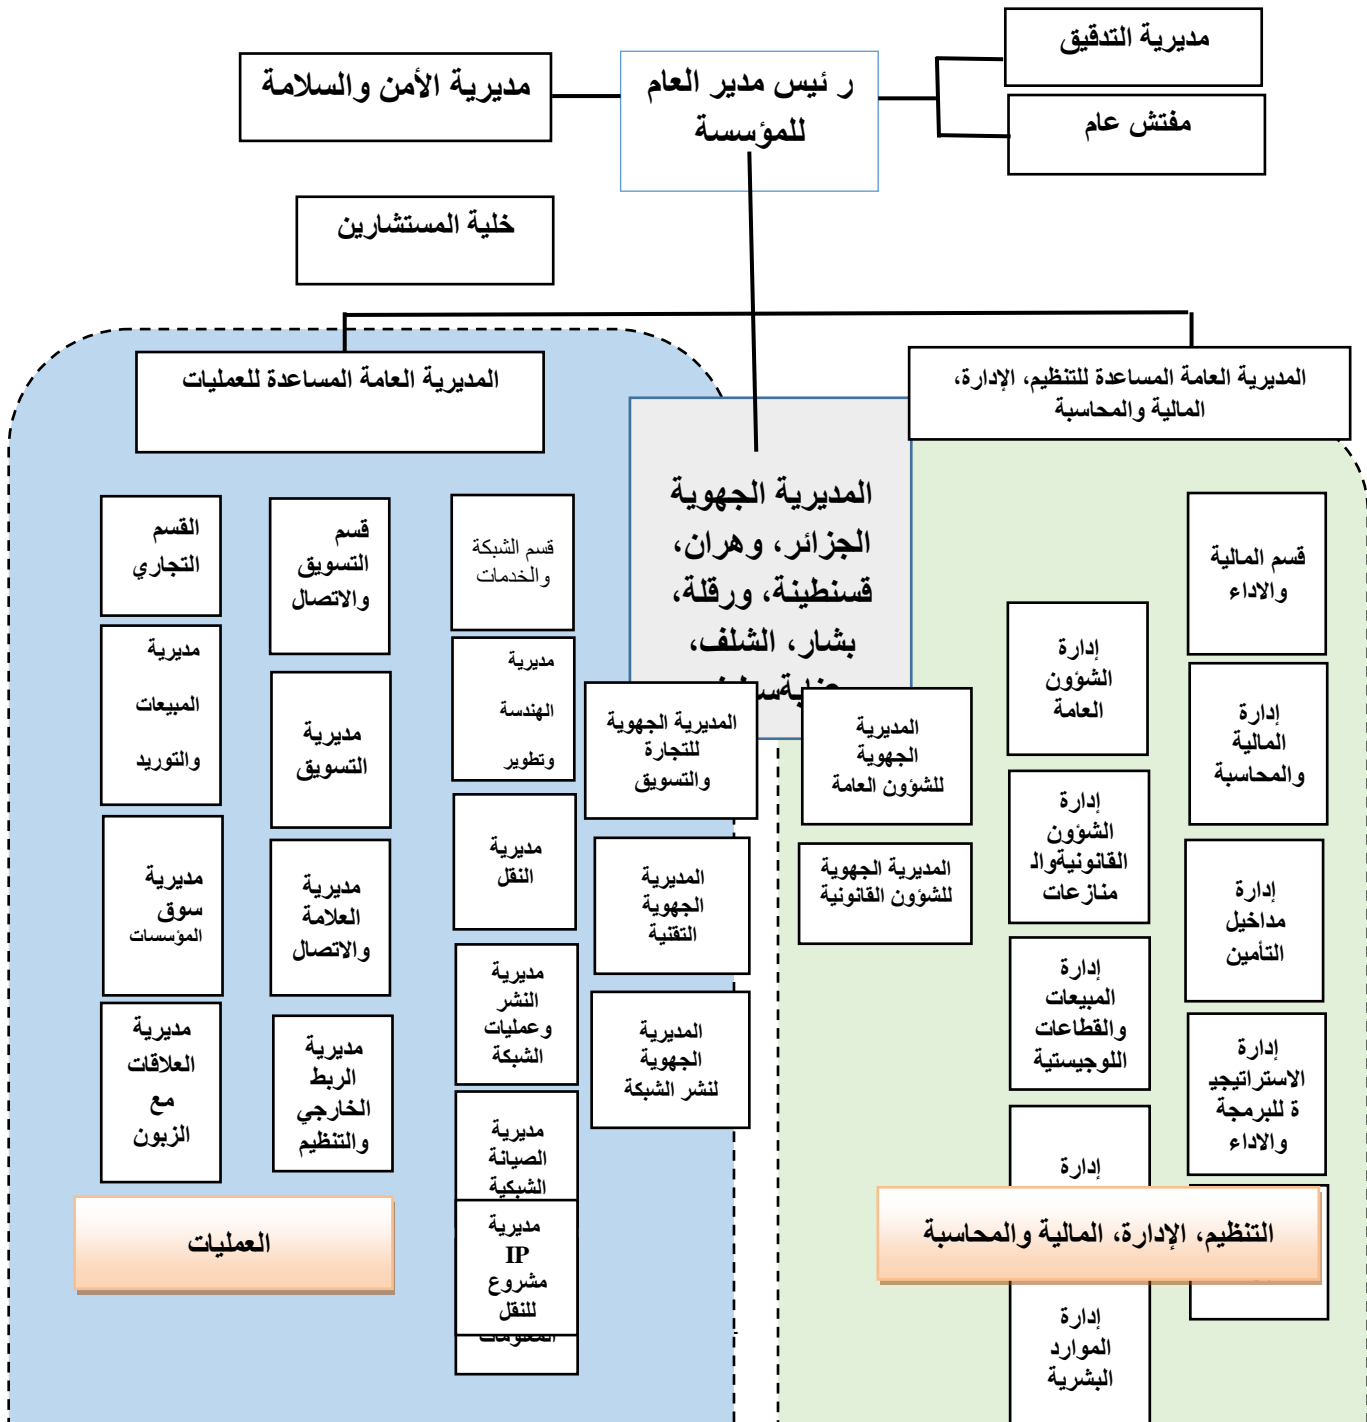 مديرية التدقيق
مفتش عام
ر ئيس مدير العام
للمؤسسة
مديرية الأمن والسلامة
خلية المستشارين
المديرية العامة المساعدة للتنظيم، الإدارة،
المالية والمحاسبة
المديرية العامة المساعدة للعمليات
المديرية الجهوية
الجزائر، وهران،
قسنطينة، ورقلة،
بشار، الشلف،
قسم المالية
والاداء
إدارة
المالية
والمحاسبة
إدارة
مداخيل
التأمين
إدارة
الاستراتيجي
ة للبرمجة
والاداء
إدارة
الشؤون
العامة
إدارة
الشؤون
القانونيةوال
منازعات
إدارة
المبيعات
والقطاعات
اللوجيستية
إدارة
إدارة
الموارد
البشرية
المديرية
الجهوية
للشؤون العامة
المديرية الجهوية
للشؤون القانونية
المديرية الجهوية
للتجارة
والتسويق
المديرية
الجهوية
التقنية
المديرية
الجهوية
لنشر الشبكة
قسم الشبكة
والخدمات
مديرية
الهندسة
وتطوير
مديرية
النقل
مديرية
النشر
وعمليات
الشبكة
مديرية
الصيانة
الشبكية
مديرية
IP
مشروع
للنقل
المعلومات
قسم
التسويق
والاتصال
مديرية
التسويق
مديرية
العلامة
والاتصال
مديرية
الربط
الخارجي
والتنظيم
القسم
التجاري
مديرية
المبيعات
والتوريد
مديرية
سوق
المؤسسات
مديرية
العلاقات
مع
الزبون
التنظيم، الإدارة، المالية والمحاسبة
العمليات